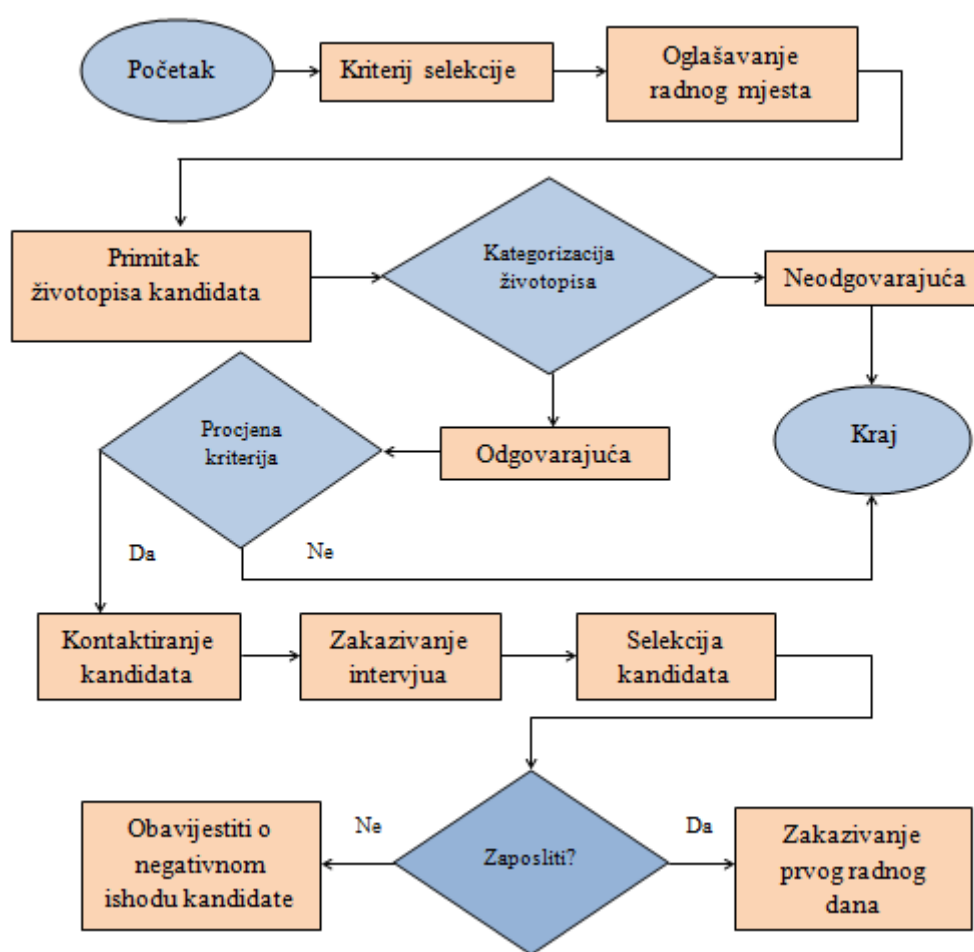 Početak
Kriterij selekcije
Oglašavanje
radnog mjesta
Primitak
životopisa kandidata
Kategorizacija
životopisa
Neodgovarajuća
Procjena
kriterija
Odgovarajuća
Kraj
Da
Ne
Kontaktiranje
kandidata
Zakazivanje
intervjua
Selekcija
kandidata
Obavijestiti o
negativnom
ishodu kandidate
Ne
Zaposliti?
Da
Zakazivanje
prvog radnog
dana